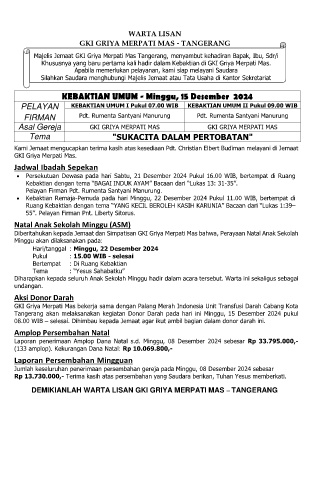 WARTA LISAN
GKI GRIYA MERPATI MAS - TANGERANG
Majelis Jemaat GKI Griya Merpati Mas Tangerang, menyambut kehadiran Bapak, Ibu, Sdr/i
Khususnya yang baru pertama kali hadir dalam Kebaktian di GKI Griya Merpati Mas.
Apabila memerlukan pelayanan, kami siap melayani Saudara
Silahkan Saudara menghubungi Majelis Jemaat atau Tata Usaha di Kantor Sekretariat
KEBAKTIAN UMUM - Minggu, 15 Desember 2024
PELAYAN KEBAKTIAN UMUM I Pukul 07.00 WIB KEBAKTIAN UMUM II Pukul 09.00 WIB
FIRMAN Pdt. Rumenta Santyani Manurung Pdt. Rumenta Santyani Manurung
Asal Gereja GKI GRIYA MERPATI MAS GKI GRIYA MERPATI MAS
Tema "SUKACITA DALAM PERTOBATAN"
Kami Jemaat mengucapkan terima kasih atas kesediaan Pdt. Christian Elbert Budiman melayani di Jemaat
GKI Griya Merpati Mas.
Jadwal Ibadah Sepekan
• Persekutuan Dewasa pada hari Sabtu, 21 Desember 2024 Pukul 16.00 WIB, bertempat di Ruang
Kebaktian dengan tema "BAGAI INDUK AYAM" Bacaan dari "Lukas 13: 31-35".
Pelayan Firman Pdt. Rumenta Santyani Manurung.
• Kebaktian Remaja-Pemuda pada hari Minggu, 22 Desember 2024 Pukul 11.00 WIB, bertempat di
Ruang Kebaktian dengan tema "YANG KECIL BEROLEH KASIH KARUNIA" Bacaan dari "Lukas 1:39–
55". Pelayan Firman Pnt. Liberty Sitorus.
Natal Anak Sekolah Minggu (ASM)
Diberitahukan kepada Jemaat dan Simpatisan GKI Griya Merpati Mas bahwa, Perayaan Natal Anak Sekolah
Minggu akan dilaksanakan pada:
Hari/tanggal : Minggu, 22 Desember 2024
Pukul : 15.00 WIB - selesai
Bertempat : Di Ruang Kebaktian
Tema : "Yesus Sahabatku"
Diharapkan kepada seluruh Anak Sekolah Minggu hadir dalam acara tersebut. Warta ini sekaligus sebagai
undangan.
Aksi Donor Darah
GKI Griya Merpati Mas bekerja sama dengan Palang Merah Indonesia Unit Transfusi Darah Cabang Kota
Tangerang akan melaksanakan kegiatan Donor Darah pada hari ini Minggu, 15 Desember 2024 pukul
08.00 WIB – selesai. Dihimbau kepada Jemaat agar ikut ambil bagian dalam donor darah ini.
Amplop Persembahan Natal
Laporan penerimaan Amplop Dana Natal s.d. Minggu, 08 Desember 2024 sebesar Rp 33.795.000,-
(133 amplop). Kekurangan Dana Natal: Rp 10.069.800,-
Laporan Persembahan Mingguan
Jumlah keseluruhan penerimaan persembahan gereja pada Minggu, 08 Desember 2024 sebesar
Rp 13.730.000,- Terima kasih atas persembahan yang Saudara berikan, Tuhan Yesus memberkati.
DEMIKIANLAH WARTA LISAN GKI GRIYA MERPATI MAS – TANGERANG